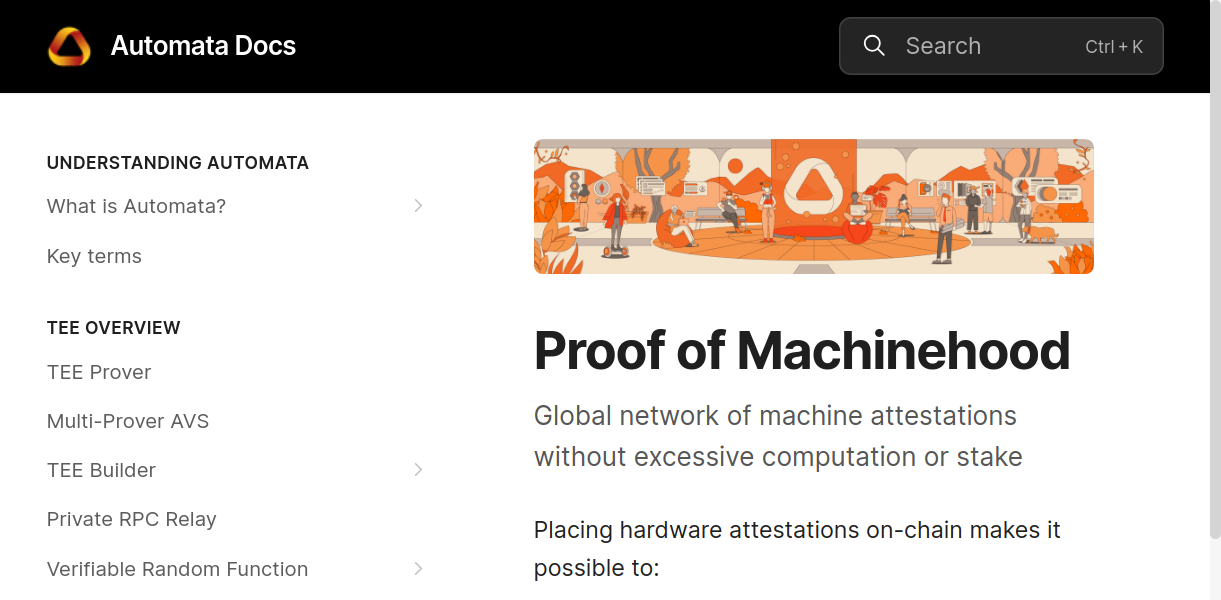 Automata Docs
Search
Ctrl + K
UNDERSTANDING AUTOMATA
What is Automata?
Key terms
TEE OVERVIEW
TEE Prover
Multi-Prover AVS
TEE Builder
Private RPC Relay
Verifiable Random Function
Proof of Machinehood
Global network of machine attestations
without excessive computation or stake
Placing hardware attestations on-chain makes it
possible to: